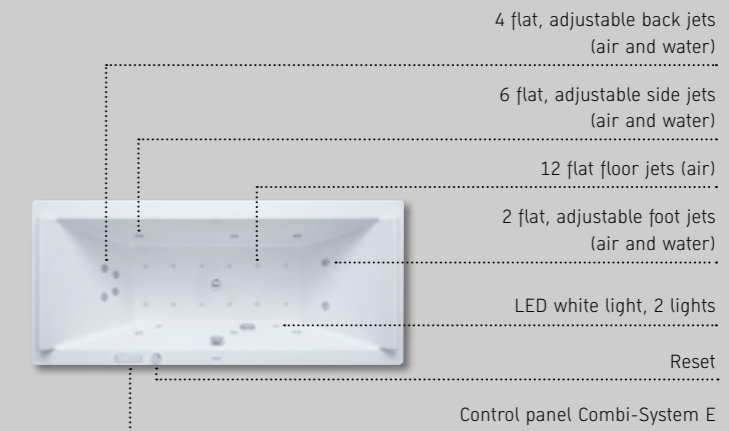 4 flat, adjustable back jets
(air and water)
6 flat, adjustable side jets
(air and water)
12 flat floor jets (air)
2 flat, adjustable foot jets
(air and water)
LED white light, 2 lights
Reset
Control panel Combi-System E